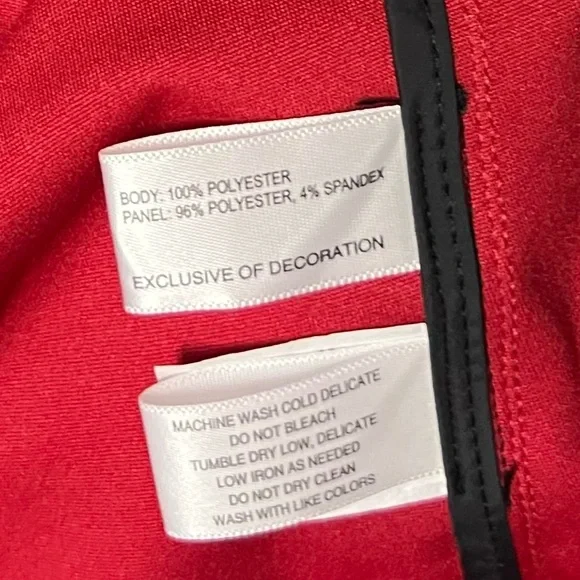 BODY: 100% POLYESTER
PANEL: 96% POLYESTER, 4% SPANDEX
EXCLUSIVE OF DECORATION
MACHINE WASH COLD DELICATE
DO NOT BLEACH
TUMBLE DRY LOW, DELICATE
LOW IRON AS NEEDED
DO NOT DRY CLEAN
WASH WITH LIKE COLORS